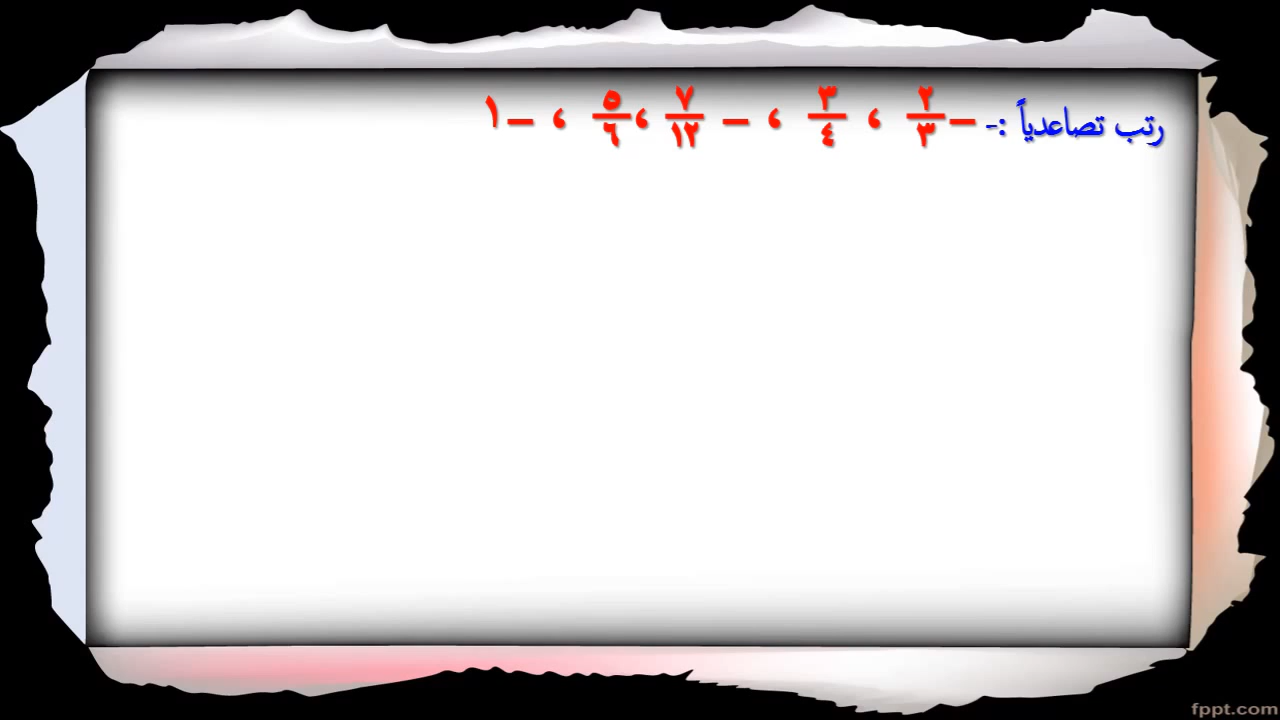 رتب تصاعدياً :- -٢/٣ ، ٣/٤ ، - ٧/١٢ ، ٥/٦ ، -١
fppt.com